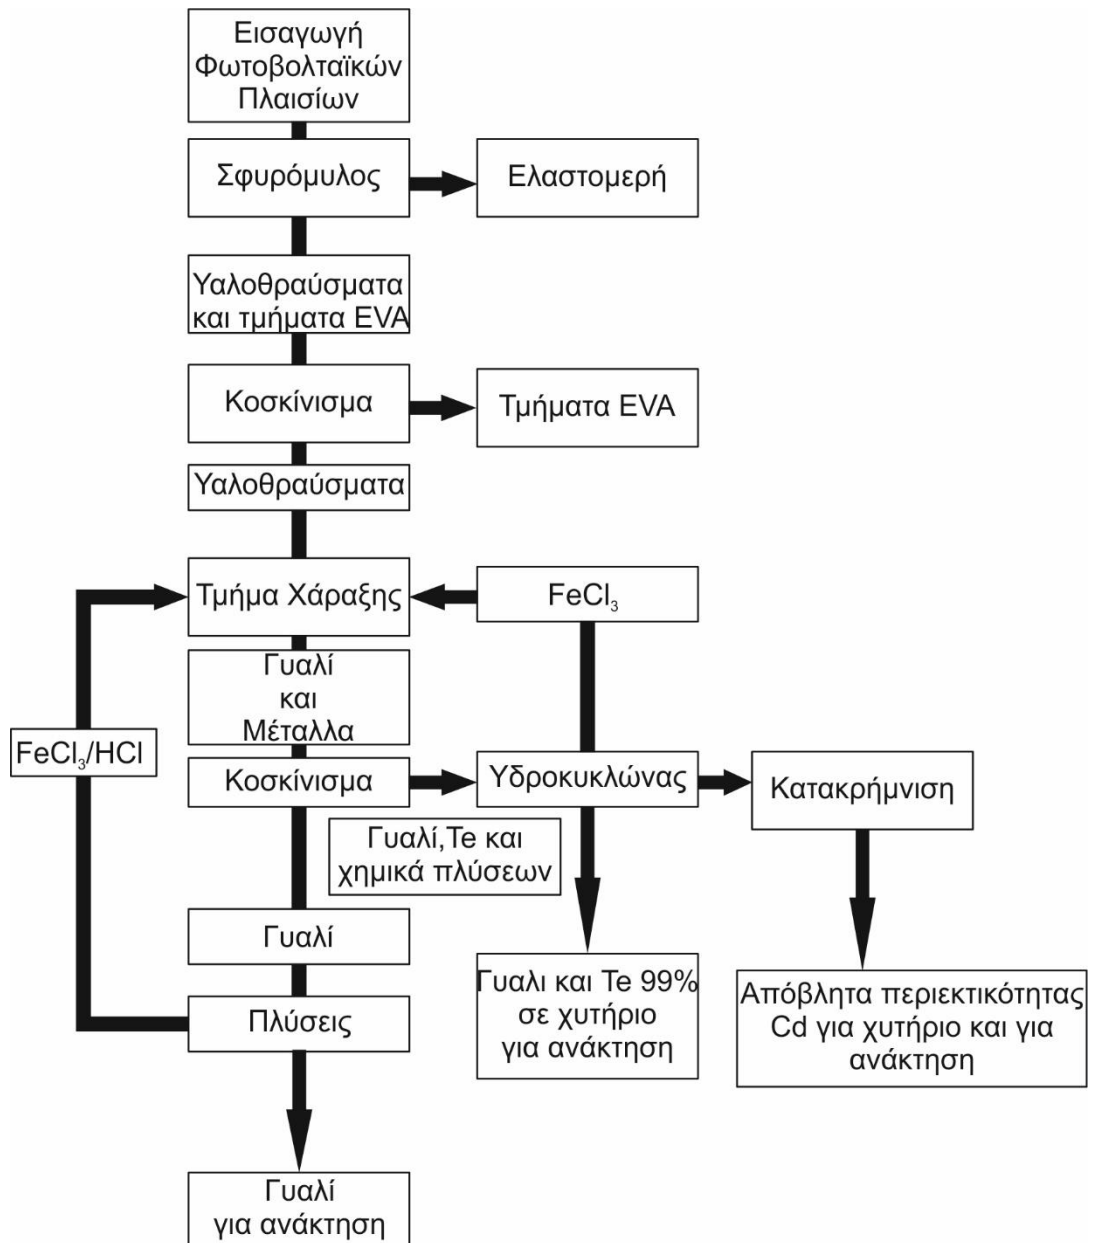 Εισαγωγή
Φωτοβολταϊκών
Πλαισίων
Σφυρόμυλος
Ελαστομερή
Υαλοθραύσματα
και τμήματα EVA
Κοσκίνισμα
Τμήματα EVA
Υαλοθραύσματα
Τμήμα Χάραξης
FeCl₃
Γυαλί
και
Μέταλλα
FeCl₃/HCl
Κοσκίνισμα
Υδροκυκλώνας
Κατακρήμνιση
Γυαλί,Te και
χημικά πλύσεων
Γυαλί
Πλύσεις
Γυαλι και Te 99%
σε χυτήριο
για ανάκτηση
Απόβλητα περιεκτικότητας
Cd για χυτήριο και για
ανάκτηση
Γυαλί
για ανάκτηση